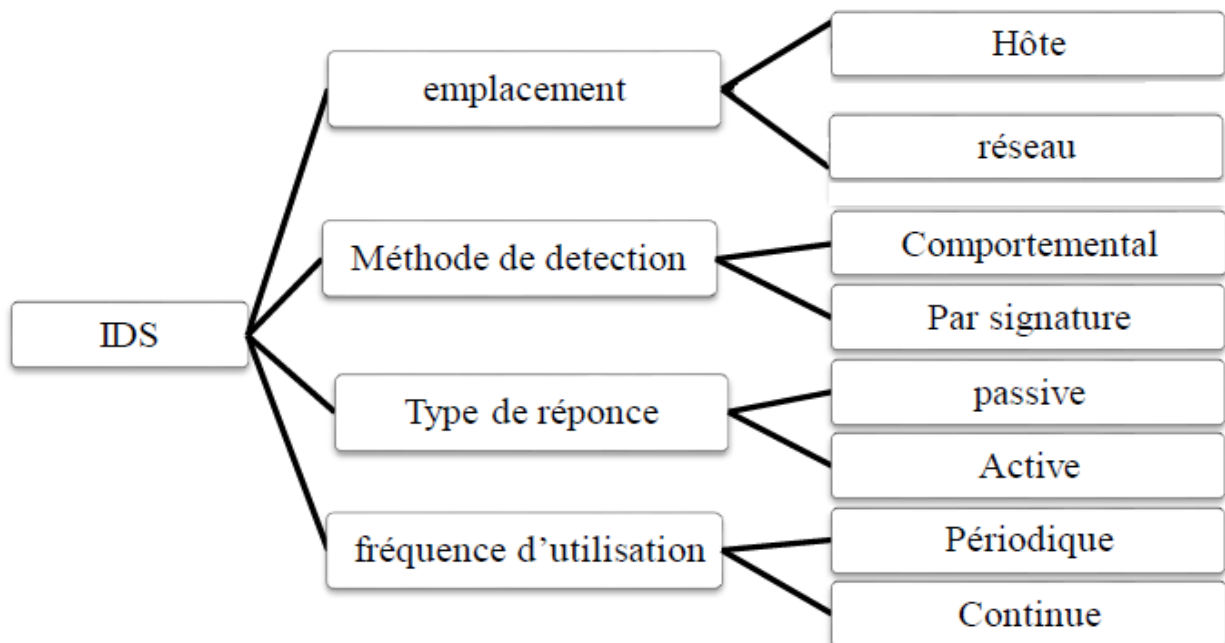 IDS
emplacement
Hôte
réseau
Méthode de detection
Comportemental
Par signature
Type de réponce
passive
Active
fréquence d’utilisation
Périodique
Continue